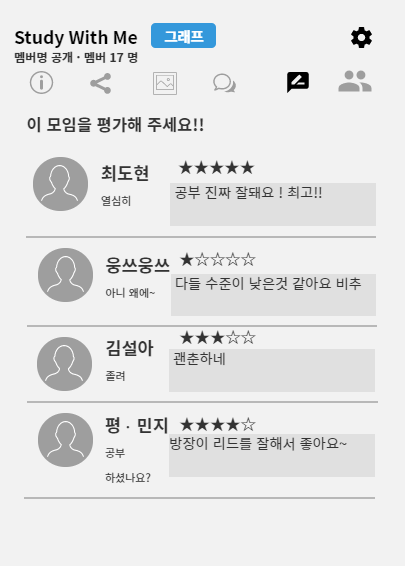 Study With Me
그래프
멤버명 공개 · 멤버 17 명
이 모임을 평가해 주세요!!
최도현 ★★★★★
열심히
공부 진짜 잘돼요 ! 최고!!
웅쓰웅쓰 ★☆☆☆☆
아니 왜에~
다들 수준이 낮은것 같아요 비추
김설아 ★★★☆☆
졸려
괜춘하네
평 · 민지 ★★★★☆
공부
하셨나요?
방장이 리드를 잘해서 좋아요~